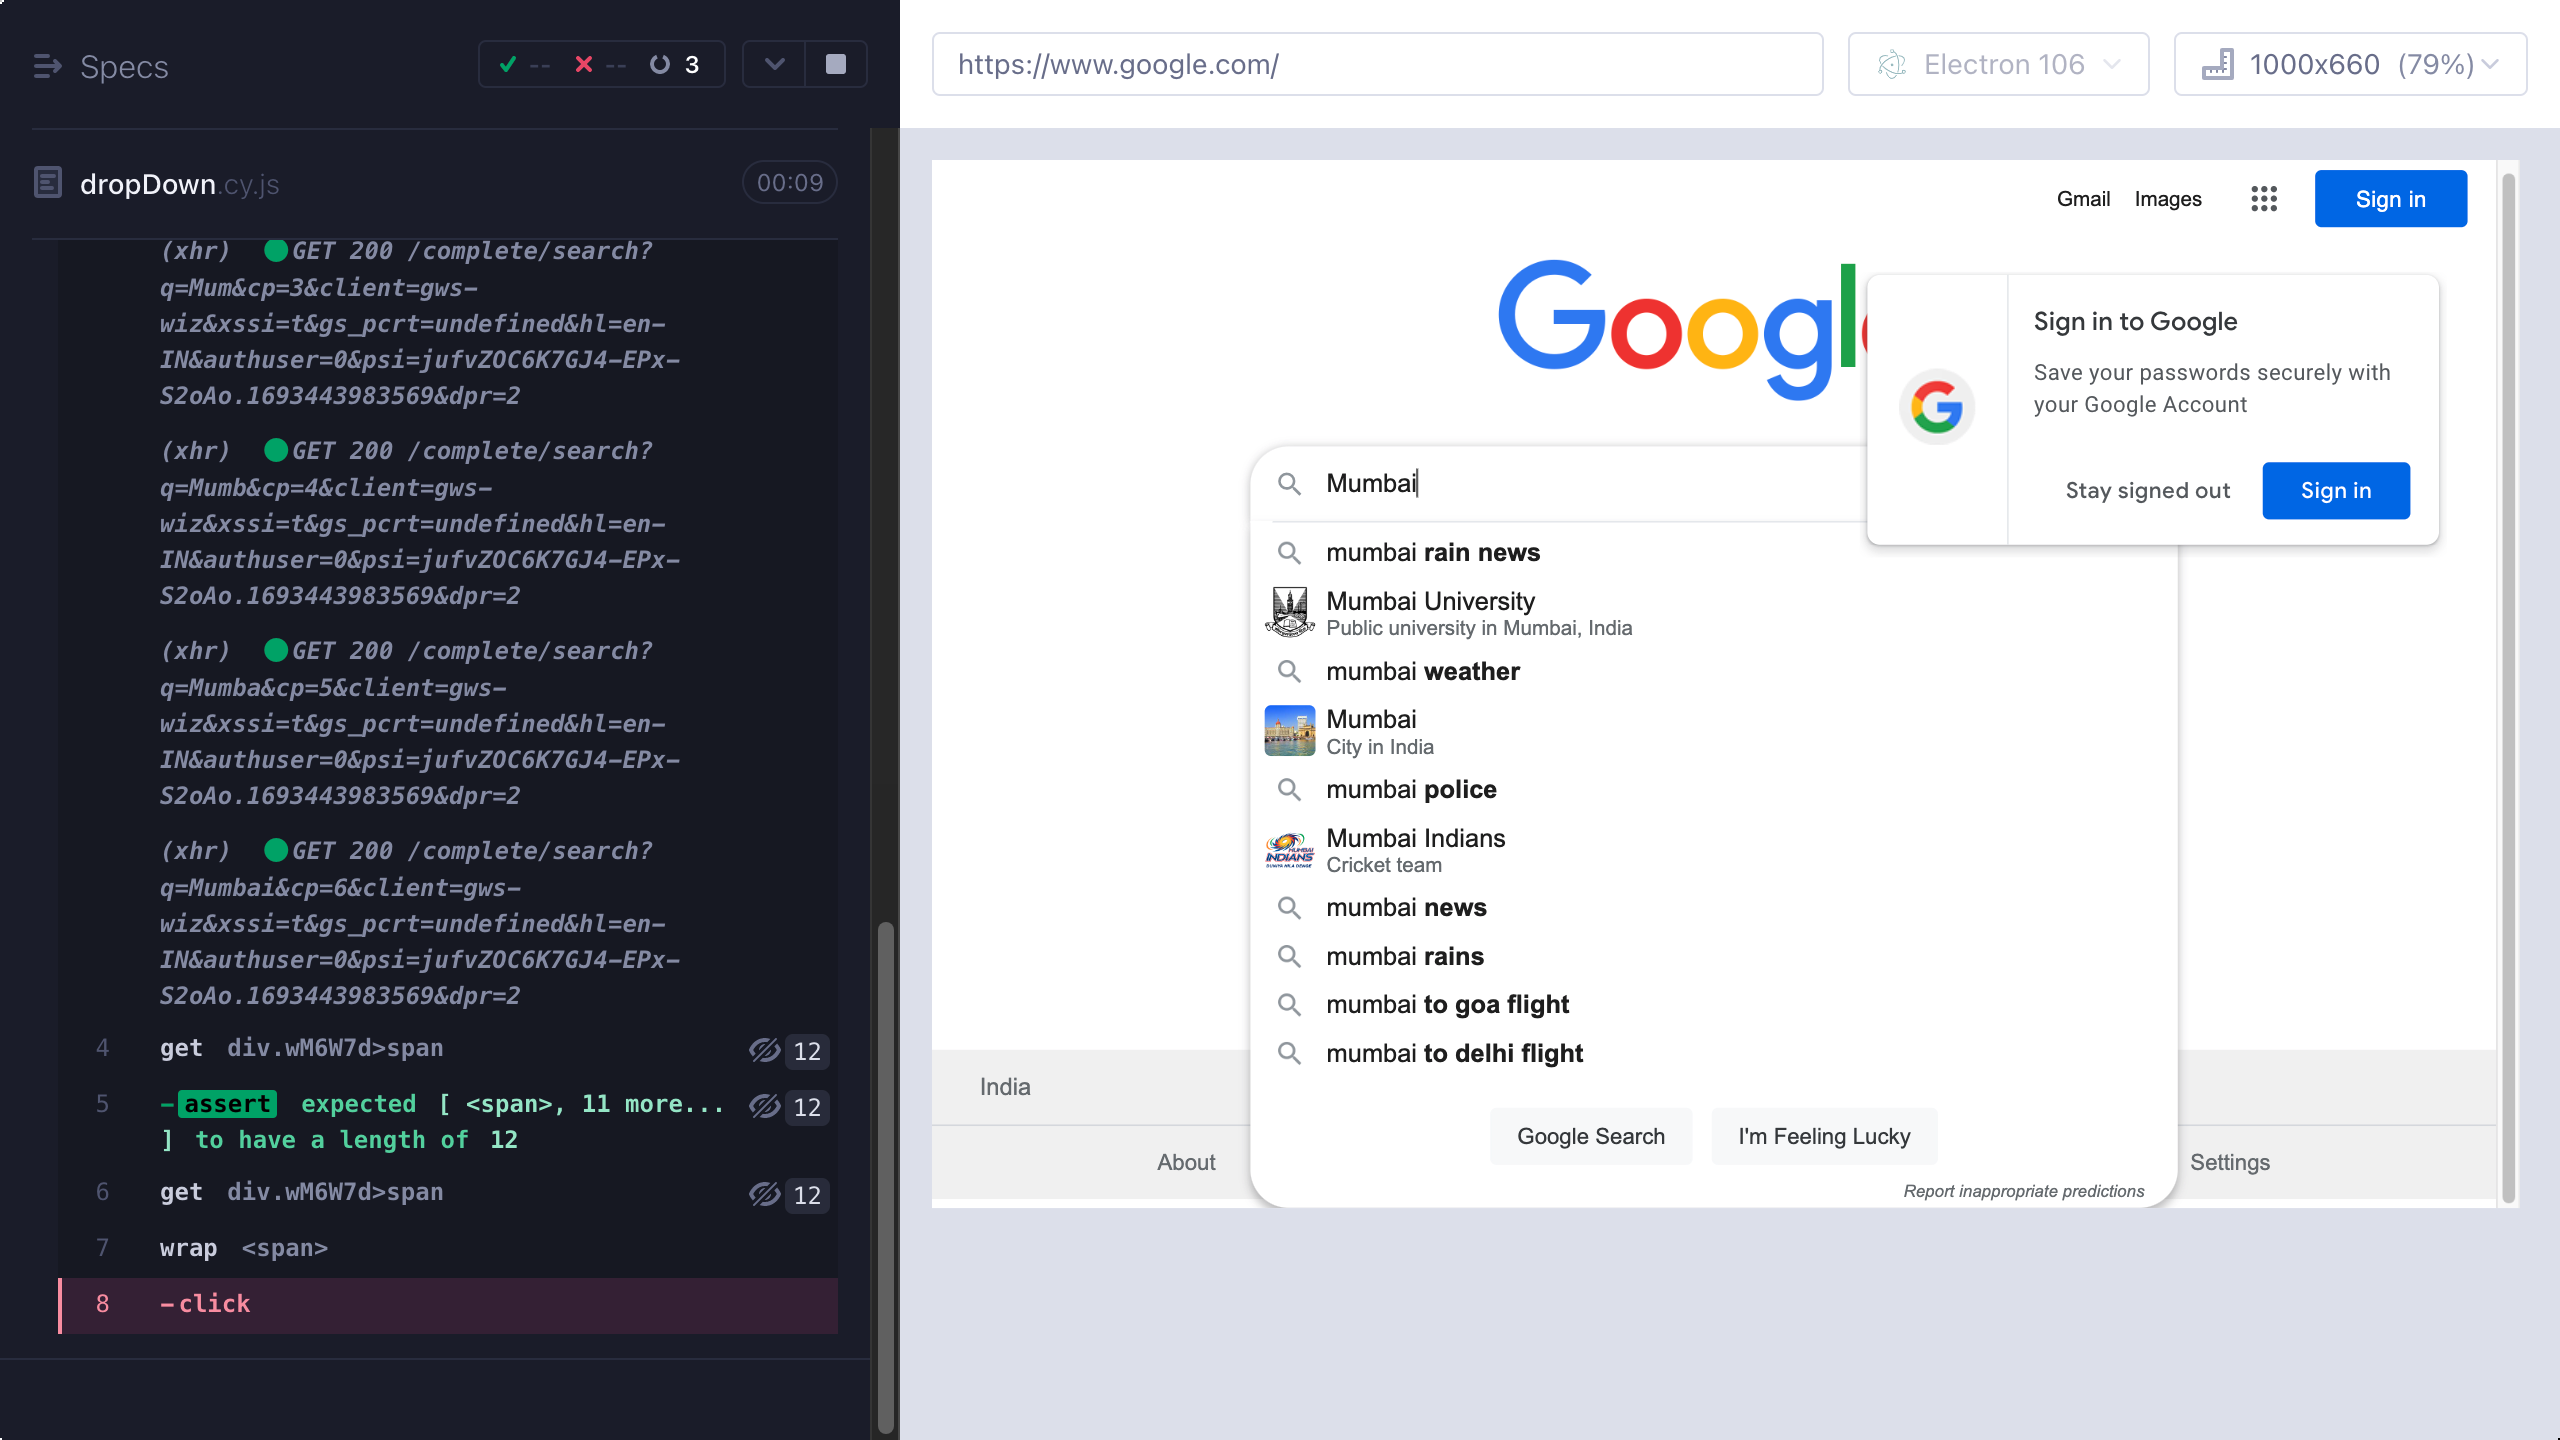 Specs
-- -- 3
dropDown.cy.js
00:09
(xhr) GET 200 /complete/search?
q=Mum&cp=3&client=gws-
wiz&xssi=t&gs_pcrt=undefined&hl=en-
IN&authuser=0&psi=jufvZOC6K7GJ4-EPx-
S2oAo.1693443983569&dpr=2
(xhr) GET 200 /complete/search?
q=Mumb&cp=4&client=gws-
wiz&xssi=t&gs_pcrt=undefined&hl=en-
IN&authuser=0&psi=jufvZOC6K7GJ4-EPx-
S2oAo.1693443983569&dpr=2
(xhr) GET 200 /complete/search?
q=Mumba&cp=5&client=gws-
wiz&xssi=t&gs_pcrt=undefined&hl=en-
IN&authuser=0&psi=jufvZOC6K7GJ4-EPx-
S2oAo.1693443983569&dpr=2
(xhr) GET 200 /complete/search?
q=Mumbai&cp=6&client=gws-
wiz&xssi=t&gs_pcrt=undefined&hl=en-
IN&authuser=0&psi=jufvZOC6K7GJ4-EPx-
S2oAo.1693443983569&dpr=2
4 get div.wM6W7d>span 12
5 -assert expected [ <span>, 11 more... 12
] to have a length of 12
6 get div.wM6W7d>span 12
7 wrap <span>
8 -click
https://www.google.com/
Electron 106
1000x660 (79%)
Gmail Images Sign in
Google
Sign in to Google
Save your passwords securely with
your Google Account
Stay signed out Sign in
Mumbai
mumbai rain news
Mumbai University
Public university in Mumbai, India
mumbai weather
Mumbai
City in India
mumbai police
MUMBAI
INDIANS
Mumbai Indians
Cricket team
mumbai news
mumbai rains
mumbai to goa flight
mumbai to delhi flight
Google Search I'm Feeling Lucky
Report inappropriate predictions
India
About
Settings